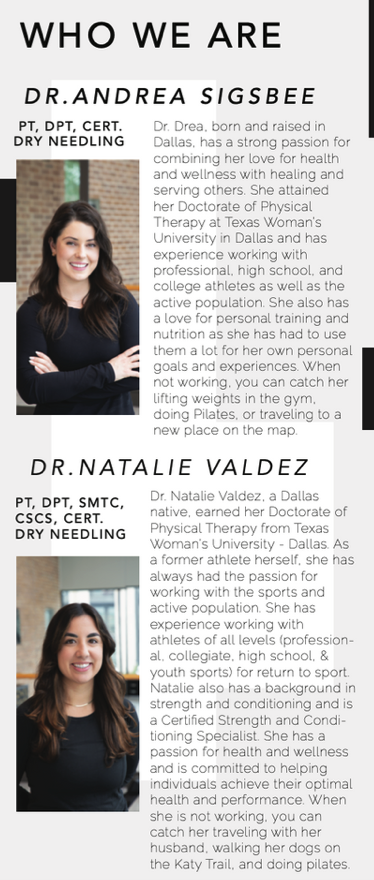 WHO WE ARE
DR.ANDREA SIGSBEE
PT, DPT, CERT.
DRY NEEDLING
Dr. Drea, born and raised in
Dallas, has a strong passion for
combining her love for health
and wellness with healing and
serving others. She attained
her Doctorate of Physical
Therapy at Texas Woman's
University in Dallas and has
experience working with
professional, high school, and
college athletes as well as the
active population. She also has
a love for personal training and
nutrition as she has had to use
them a lot for her own personal
goals and experiences. When
not working, you can catch her
lifting weights in the gym,
doing Pilates, or traveling to a
new place on the map.
DR.NATALIE VALDEZ
PT, DPT, SMTC,
CSCS, CERT.
DRY NEEDLING
Dr. Natalie Valdez, a Dallas
native, earned her Doctorate of
Physical Therapy from Texas
Woman's University - Dallas. As
a former athlete herself, she has
always had the passion for
working with the sports and
active population. She has
experience working with
athletes of all levels (profession-
al, collegiate, high school, &
youth sports) for return to sport.
Natalie also has a background in
strength and conditioning and is
a Certified Strength and Condi-
tioning Specialist. She has a
passion for health and wellness
and is committed to helping
individuals achieve their optimal
health and performance. When
she is not working, you can
catch her traveling with her
husband, walking her dogs on
the Katy Trail, and doing pilates.